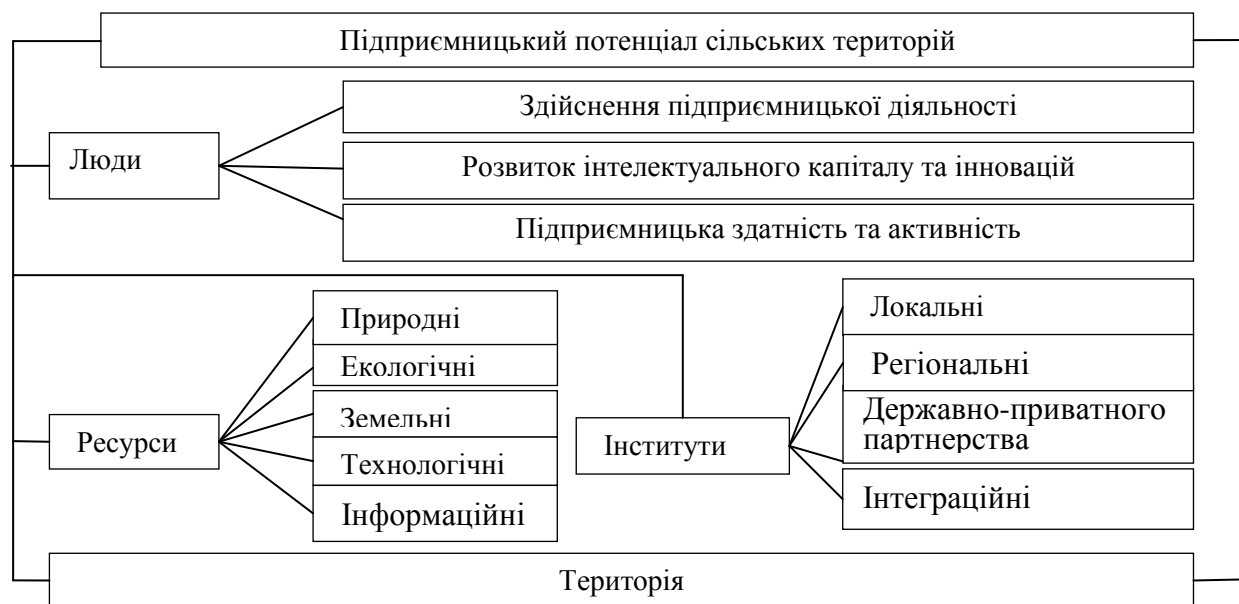 Підприємницький потенціал сільських територій
Здійснення підприємницької діяльності
Люди
Розвиток інтелектуального капіталу та інновацій
Підприємницька здатність та активність
Природні
Екологічні
Земельні
Ресурси
Технологічні
Інформаційні
Інститути
Локальні
Регіональні
Державно-приватного
партнерства
Інтеграційні
Територія